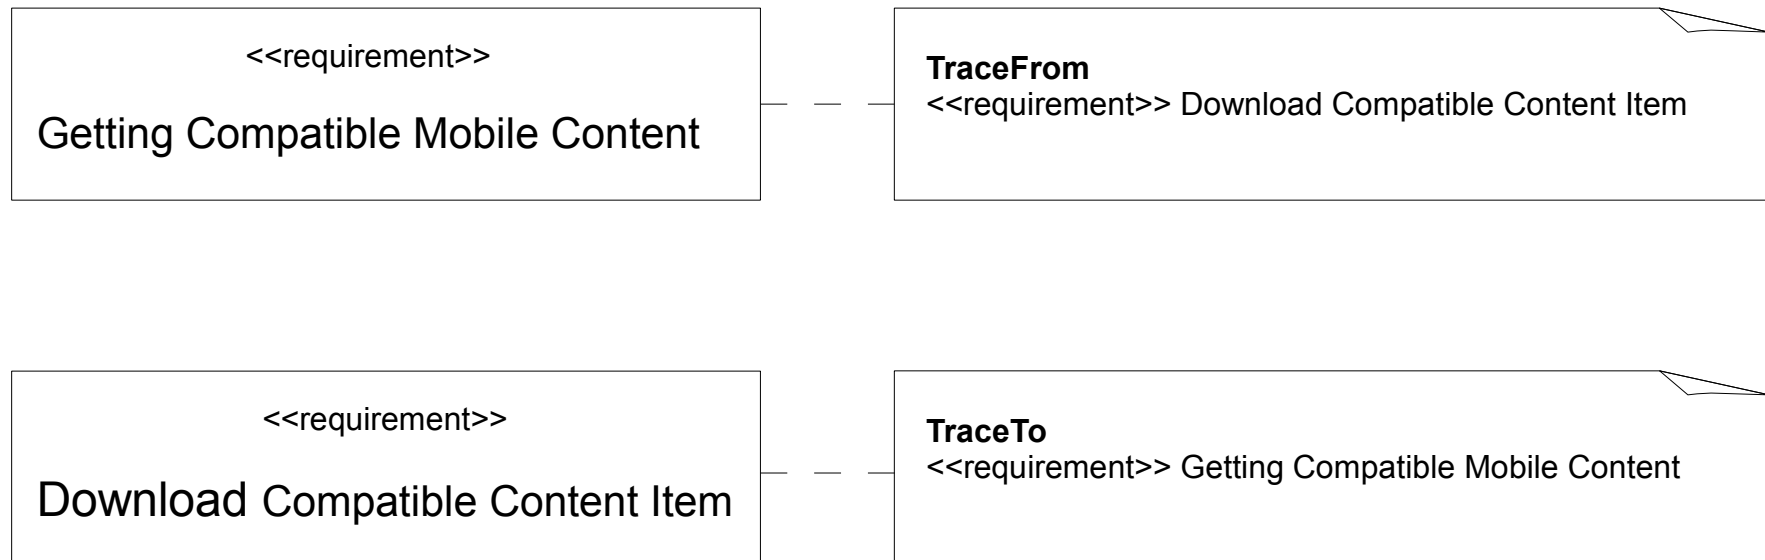 <<requirement>>
Getting Compatible Mobile Content
TraceFrom
<<requirement>> Download Compatible Content Item
<<requirement>>
Download Compatible Content Item
TraceTo
<<requirement>> Getting Compatible Mobile Content